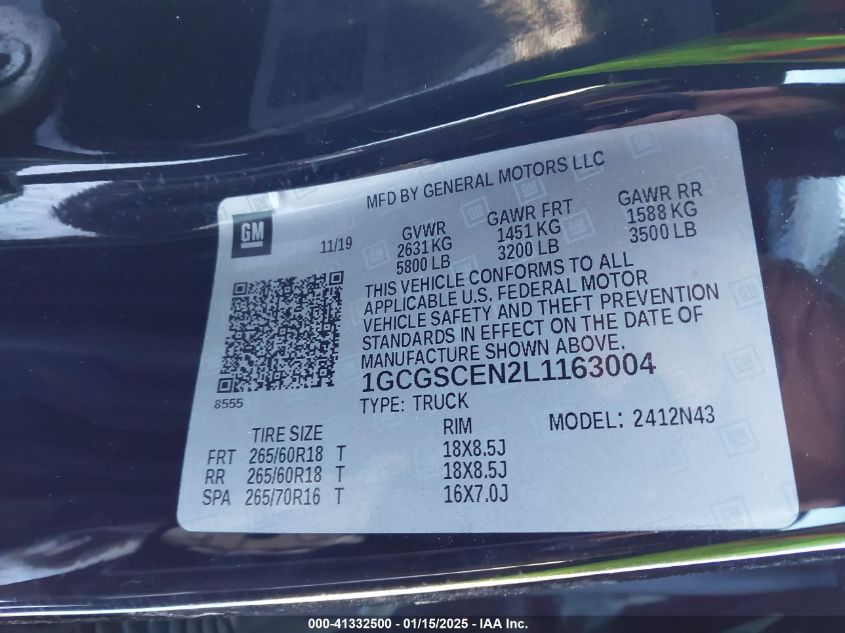 MFD BY GENERAL MOTORS LLC
GM
11/19
GVWR GAWR FRT GAWR RR
2631 KG 1451 KG 1588 KG
5800 LB 3200 LB 3500 LB
THIS VEHICLE CONFORMS TO ALL
APPLICABLE U.S. FEDERAL MOTOR
VEHICLE SAFETY AND THEFT PREVENTION
STANDARDS IN EFFECT ON THE DATE OF
MANUFACTURE SHOWN ABOVE.
8555
1GCGSCEN2L1163004
TYPE: TRUCK MODEL: 2412N43
TIRE SIZE RIM
FRT 265/60R18 T 18X8.5J
RR 265/60R18 T 18X8.5J
SPA 265/70R16 T 16X7.0J
000-41332500 - 01/15/2025 - IAA Inc.